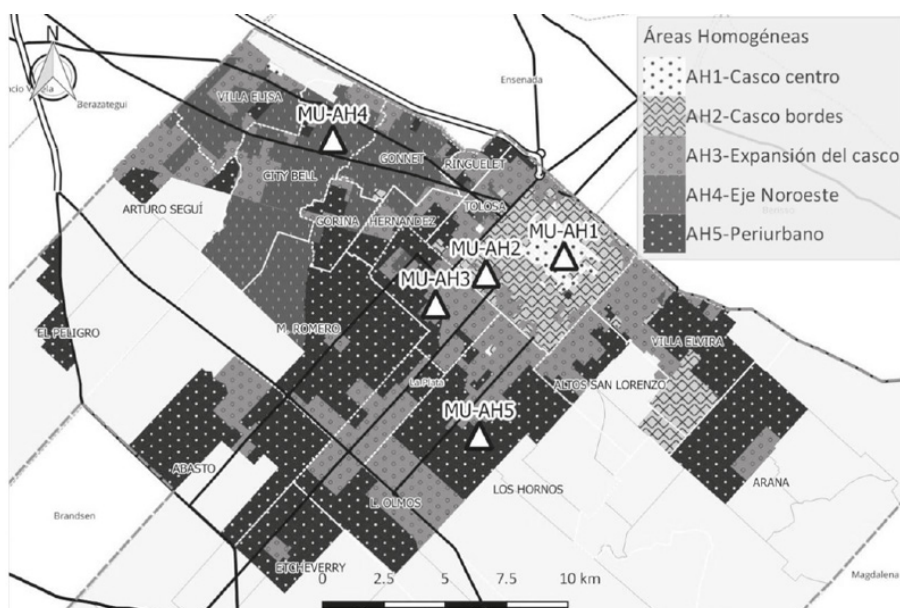 N
Áreas Homogéneas
AH1-Casco centro
AH2-Casco bordes
AH3-Expansión del casco
AH4-Eje Noroeste
AH5-Periurbano
Ensenada
Berazategui
VILLA ELISA
MU-AH4
GONNET
RINGUELET
CITY BELL
ARTURO SEGUÍ
GORINA
HERNANDEZ
TOLOSA
MU-AH1
MU-AH2
MU-AH3
EL PELIGRO
M. ROMERO
VILLA ELVIRA
La Plata
ALTOS SAN LORENZO
MU-AH5
ABASTO
LOS HORNOS
ARANA
L. OLMOS
Brandsen
ETCHEVERRY
Magdalena
0 2.5 5 7.5 10 km